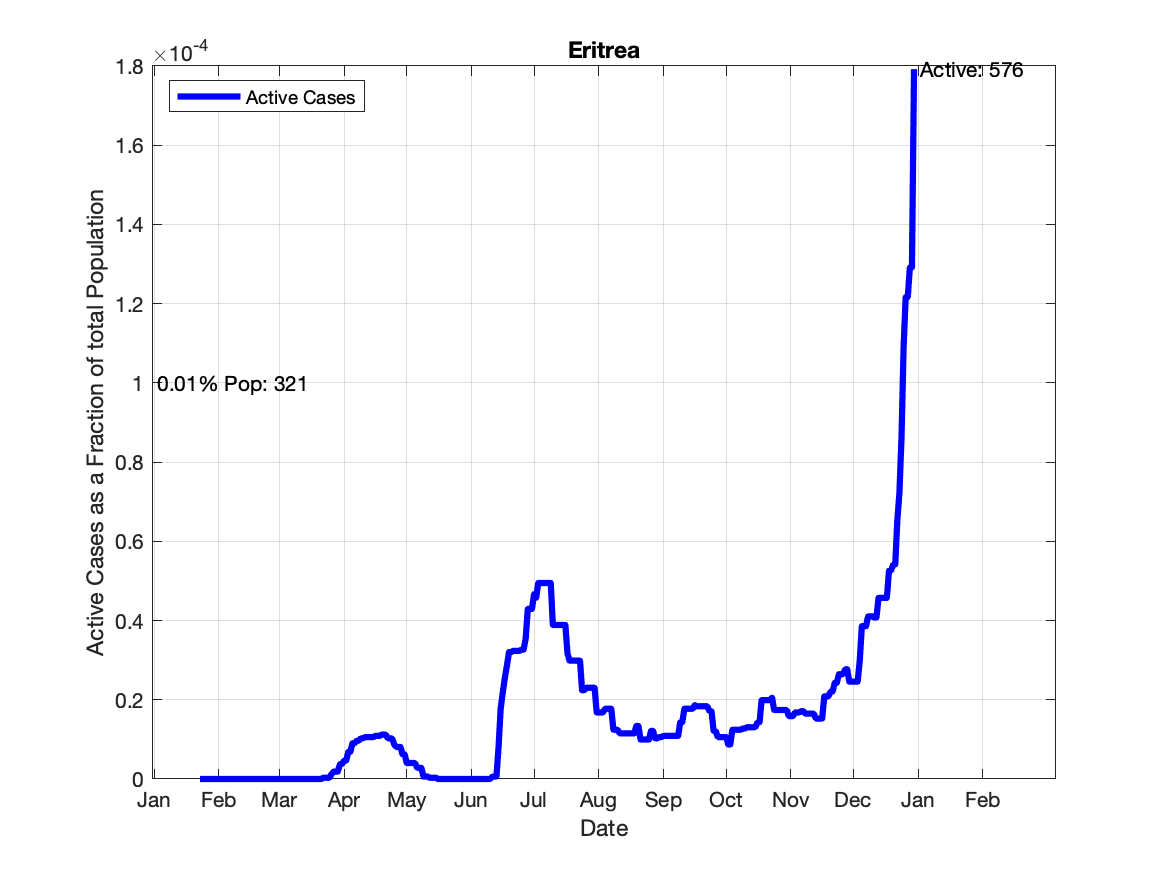 Eritrea
×10-4
1.8
1.6
1.4
1.2
1
0.8
0.6
0.4
0.2
0
Active Cases as a Fraction of total Population
Active Cases
Active: 576
0.01% Pop: 321
Jan Feb Mar Apr May Jun Jul Aug Sep Oct Nov Dec Jan Feb
Date